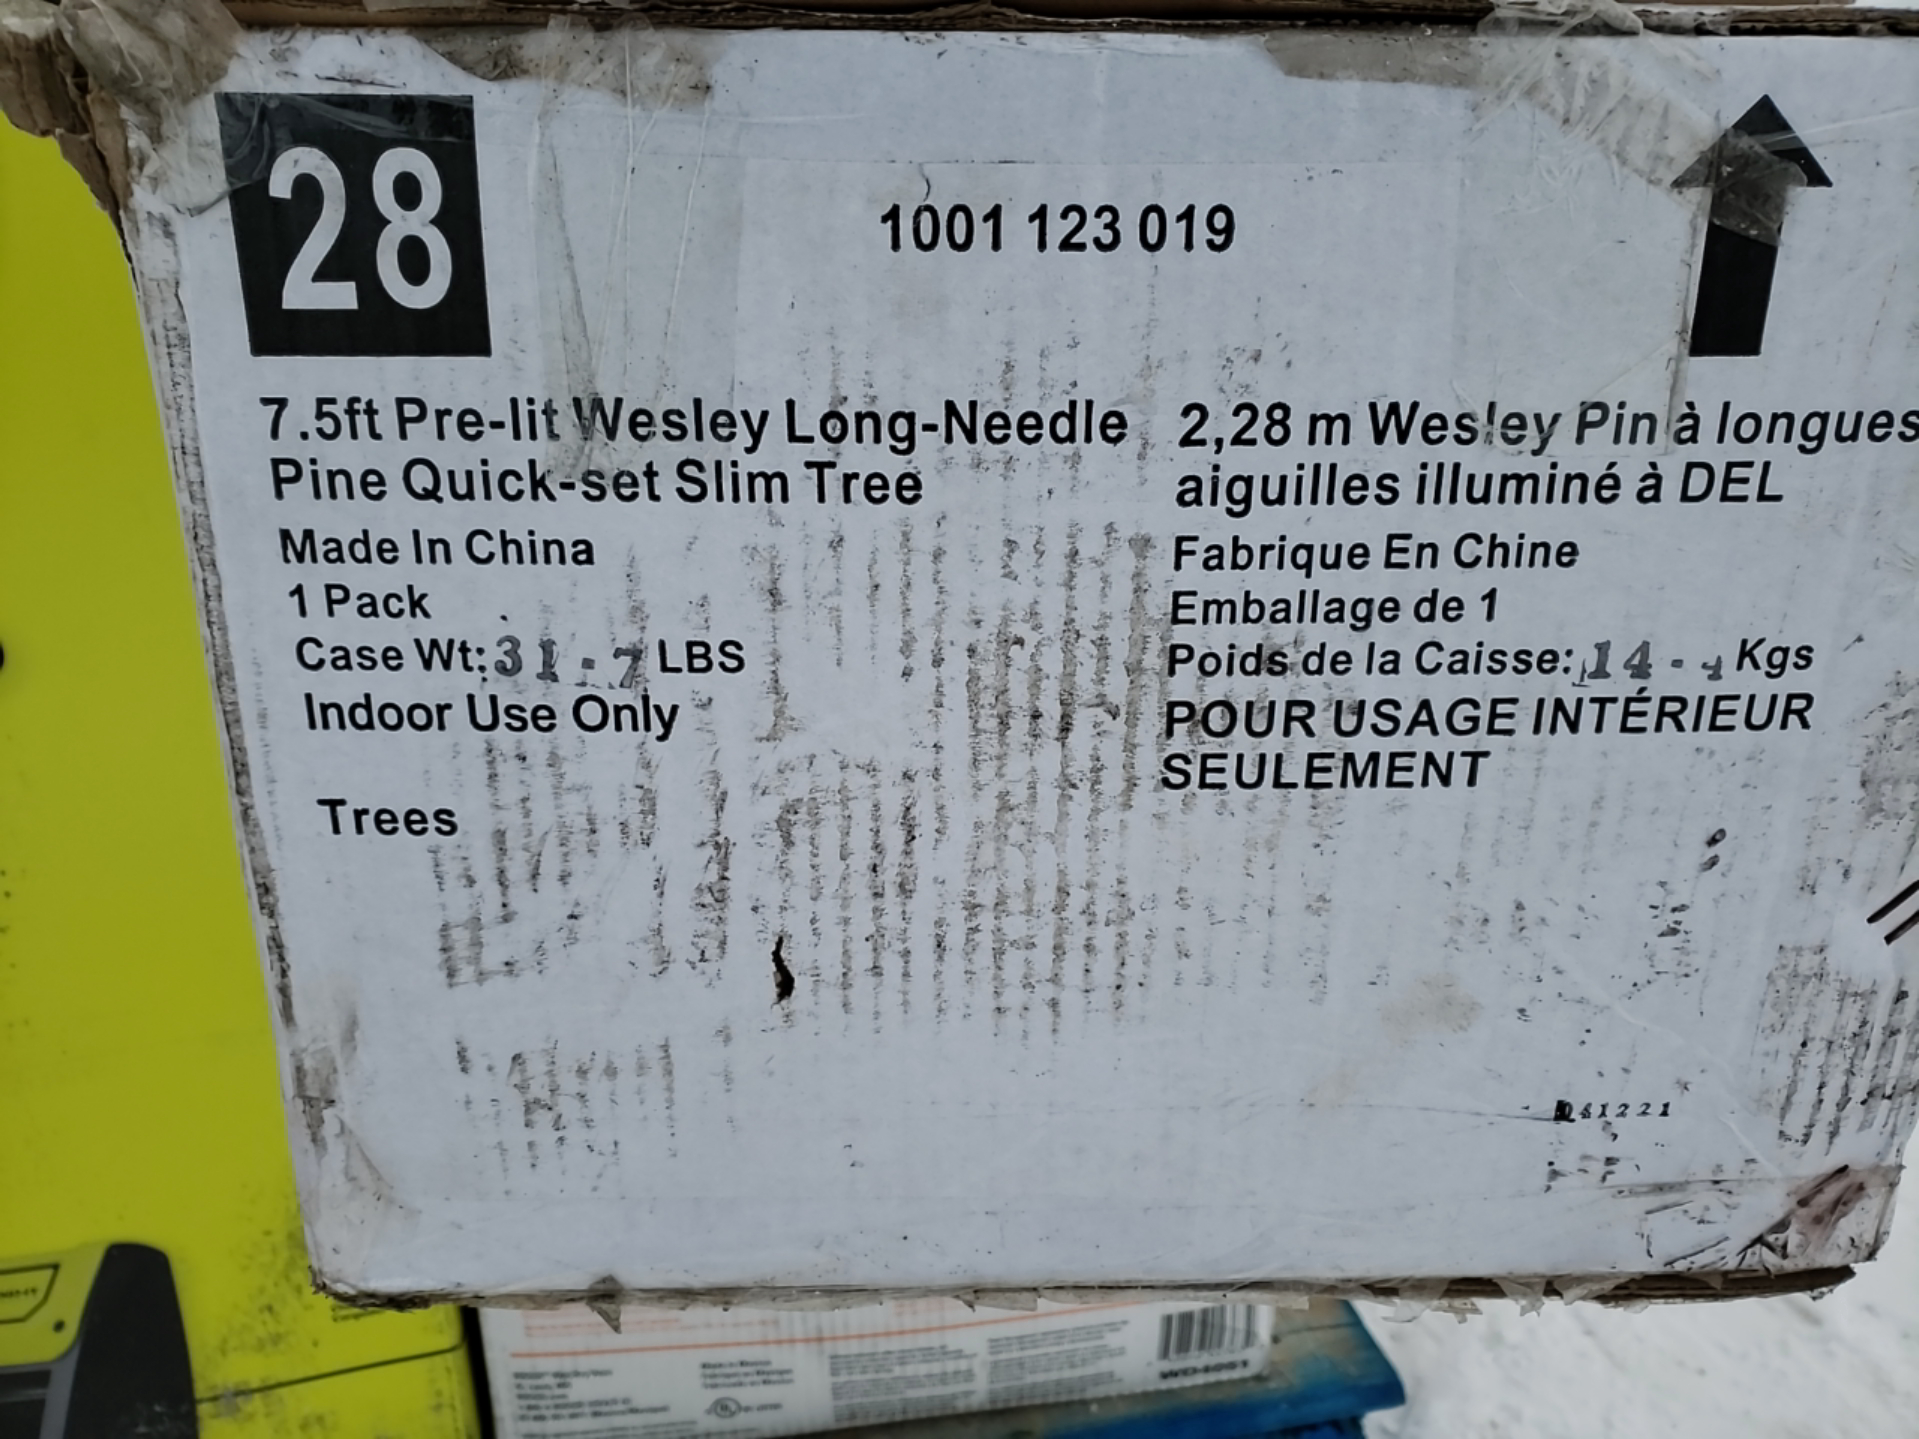 28
1001 123 019
7.5ft Pre-lit Wesley Long-Needle
Pine Quick-set Slim Tree
Made In China
1 Pack
Case Wt: 31.7 LBS
Indoor Use Only
Trees
2,28 m Wesley Pin à longues
aiguilles illuminé à DEL
Fabrique En Chine
Emballage de 1
Poids de la Caisse: 14. Kgs
POUR USAGE INTÉRIEUR
SEULEMENT